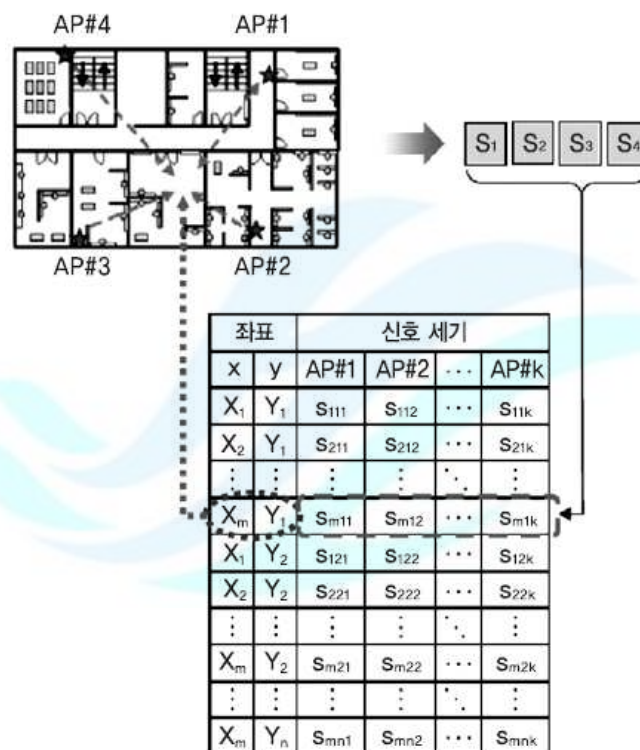 AP#4 AP#1
S₁ S₂ S₃ S₄
AP#3 AP#2
좌표 신호 세기
x y AP#1 AP#2 ⋯ AP#k
X₁ Y₁ S₁₁₁ S₁₁₂ ⋯ S₁₁ₖ
X₂ Y₁ S₂₁₁ S₂₁₂ ⋯ S₂₁ₖ
⋮ ⋮ ⋮ ⋮ ⋱ ⋮
Xₘ Y₁ Sₘ₁₁ Sₘ₁₂ ⋯ Sₘ₁ₖ
X₁ Y₂ S₁₂₁ S₁₂₂ ⋯ S₁₂ₖ
X₂ Y₂ S₂₂₁ S₂₂₂ ⋯ S₂₂ₖ
⋮ ⋮ ⋮ ⋮ ⋱ ⋮
Xₘ Y₂ Sₘ₂₁ Sₘ₂₂ ⋯ Sₘ₂ₖ
⋮ ⋮ ⋮ ⋮ ⋱ ⋮
Xₘ Yₙ Sₘₙ₁ Sₘₙ₂ ⋯ Sₘₙₖ